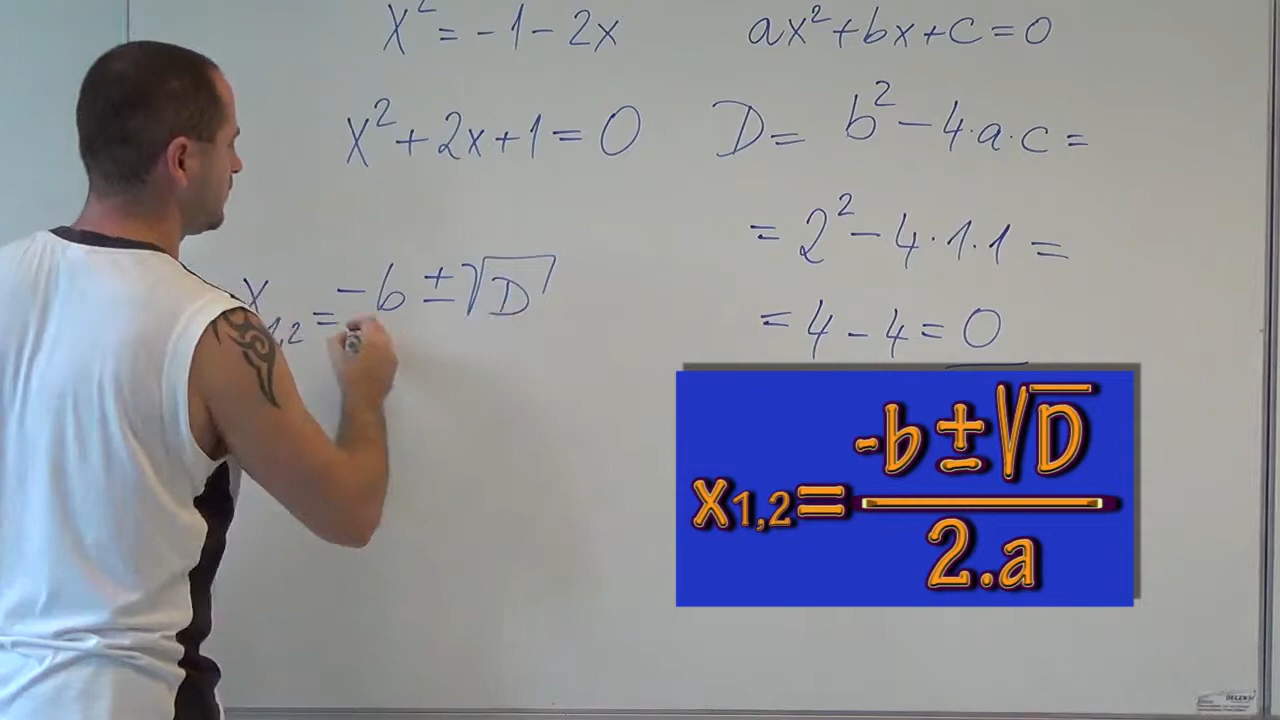 x² = -1 - 2x
x² + 2x + 1 = 0
x1,2 = -b ± √D
ax² + bx + c = 0
D = b² - 4·a·c =
= 2² - 4·1·1 =
= 4 - 4 = 0
-b ± √D
x1,2 =
2.a